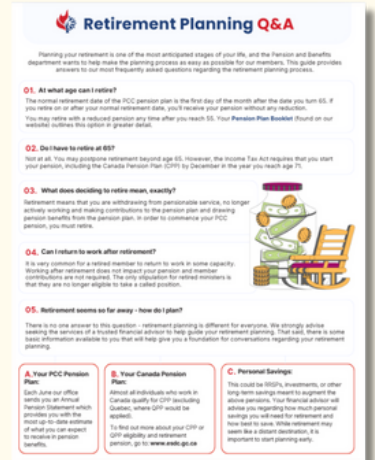 Retirement Planning Q&A
Planning your retirement is one of the most anticipated stages of your life, and the Pension and Benefits
department wants to help make the planning process as easy as possible for our members. This guide provides
answers to our most frequently asked questions regarding the retirement planning process.
01. At what age can I retire?
The normal retirement date of the PCC pension plan is the first day of the month after the date you turn 65. If
you retire on or after your normal retirement date, you'll receive your pension without any reduction.
You may retire with a reduced pension any time after you reach 55. Your Pension Plan Booklet (found on our
website) outlines this option in greater detail.
02. Do I have to retire at 65?
Not at all. You may postpone retirement beyond age 65. However, the Income Tax Act requires that you start
your pension, including the Canada Pension Plan (CPP) by December in the year you reach age 71.
03. What does deciding to retire mean, exactly?
Retirement means that you are withdrawing from pensionable service, no longer
actively working and making contributions to the pension plan and drawing
pension benefits from the pension plan. In order to commence your PCC
pension, you must retire.
04. Can I return to work after retirement?
It is very common for a retired member to return to work in some capacity.
Working after retirement does not impact your pension and member
contributions are not required. The only stipulation for retired ministers is
that they are no longer eligible to take a called position.
05. Retirement seems so far away - how do I plan?
There is no one answer to this question - retirement planning is different for everyone. We strongly advise
seeking the services of a trusted financial advisor to help guide your retirement planning. That said, there is some
basic information available to you that will help give you a foundation for conversations regarding your retirement
planning.
A. Your PCC Pension
Plan:
Each June our office
sends you an Annual
Pension Statement which
provides you with the
most up-to-date estimate
of what you can expect
to receive in pension
benefits.
B. Your Canada Pension
Plan:
Almost all individuals who work in
Canada qualify for CPP (excluding
Quebec, where QPP would be
applied).
To find out more about your CPP or
QPP eligibility and retirement
pension, go to: www.esdc.gc.ca
C. Personal Savings:
This could be RRSPs, investments, or other
long-term savings meant to augment the
above pensions. Your financial advisor will
advise you regarding how much personal
savings you will need for retirement and
how best to save. While retirement may
seem like a distant destination, it is
important to start planning early.